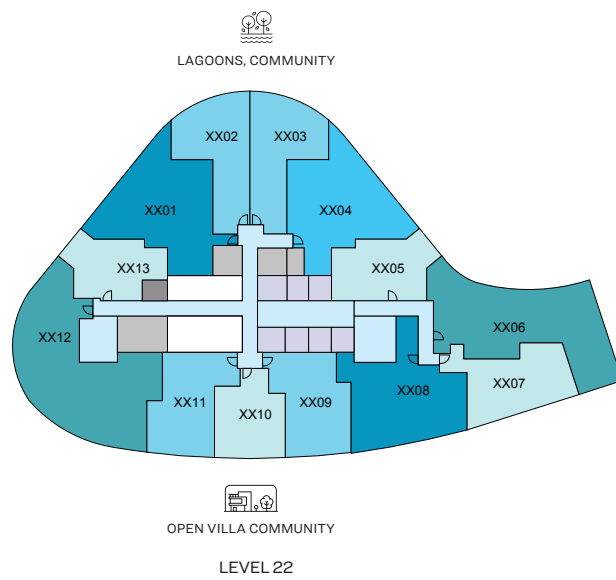 LAGOONS, COMMUNITY
XX02
XX03
XX01
XX04
XX13
XX05
XX12
XX06
XX07
XX08
XX11
XX10
XX09
OPEN VILLA COMMUNITY
LEVEL 22